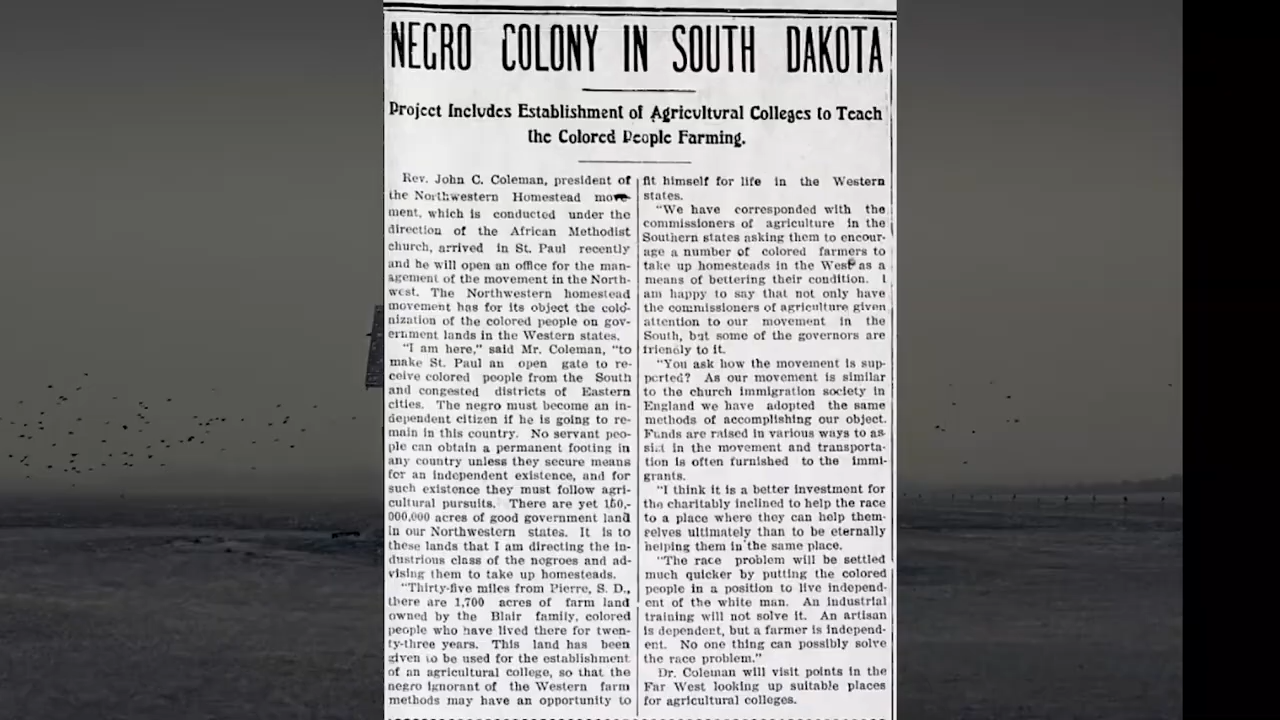 NEGRO COLONY IN SOUTH DAKOTA
Project Includes Establishment of Agricultural Colleges to Teach
the Colored People Farming.
Rev. John C. Coleman, president of
the Northwestern Homestead move-
ment, which is conducted under the
direction of the African Methodist
church, arrived in St. Paul recently
and he will open an office for the man-
agement of the movement in the North-
west. The Northwestern homestead
movement has for its object the colo-
nization of the colored people on gov-
ernment lands in the Western states.
"I am here," said Mr. Coleman, "to
make St. Paul an open gate to re-
ceive colored people from the South
and congested districts of Eastern
cities. The negro must become an in-
dependent citizen if he is going to re-
main in this country. No servant peo-
ple can obtain a permanent footing in
any country unless they secure means
for an independent existence, and for
such existence they must follow agri-
cultural pursuits. There are yet 150,-
000,000 acres of good government land
in our Northwestern states. It is to
these lands that I am directing the in-
dustrious class of the negroes and ad-
vising them to take up homesteads.
"Thirty-five miles from Pierre, S. D.,
there are 1,700 acres of farm land
owned by the Blair family, colored
people who have lived there for twen-
ty-three years. This land has been
given to be used for the establishment
of an agricultural college, so that the
negro ignorant of the Western farm
methods may have an opportunity to
fit himself for life in the Western
states.
"We have corresponded with the
commissioners of agriculture in the
Southern states asking them to encour-
age a number of colored farmers to
take up homesteads in the West as a
means of bettering their condition. I
am happy to say that not only have
the commissioners of agriculture given
attention to our movement in the
South, but some of the governors are
friendly to it.
"You ask how the movement is sup-
ported? As our movement is similar
to the church immigration society in
England we have adopted the same
methods of accomplishing our object.
Funds are raised in various ways to as-
sist in the movement and transporta-
tion is often furnished to the immi-
grants.
"I think it is a better investment for
the charitably inclined to help the race
to a place where they can help them-
selves ultimately than to be eternally
helping them in the same place.
"The race problem will be settled
much quicker by putting the colored
people in a position to live independ-
ent of the white man. An industrial
training will not solve it. An artisan
is dependent, but a farmer is independ-
ent. No one thing can possibly solve
the race problem."
Dr. Coleman will visit points in the
Far West looking up suitable places
for agricultural colleges.